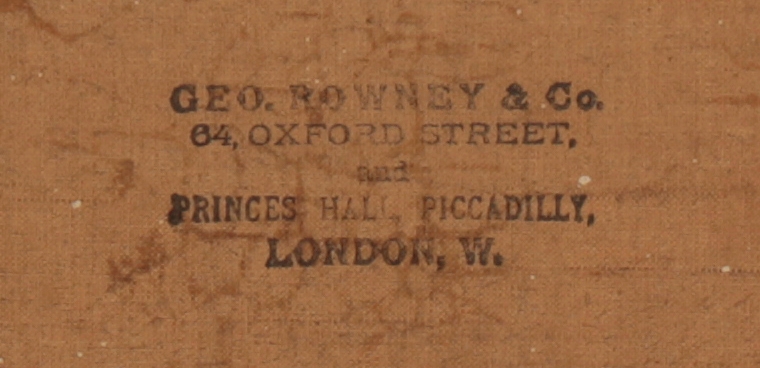 GEO. ROWNEY & Co.
64, OXFORD STREET,
and
PRINCES HALL, PICCADILLY,
LONDON, W.